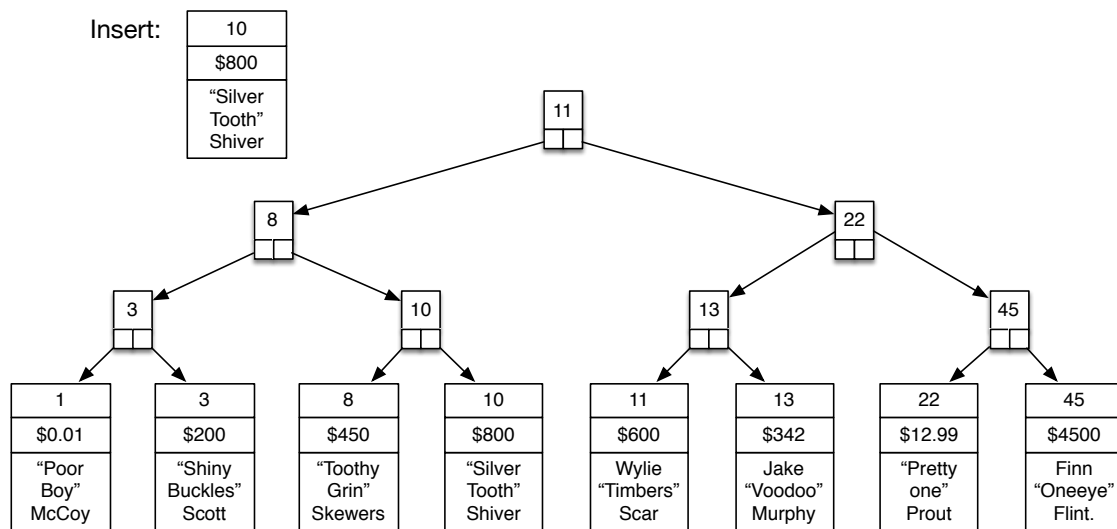 Insert:
10
$800
“Silver
Tooth”
Shiver
11
8
22
3
10
13
45
1
$0.01
“Poor
Boy”
McCoy
3
$200
“Shiny
Buckles”
Scott
8
$450
“Toothy
Grin”
Skewers
10
$800
“Silver
Tooth”
Shiver
11
$600
Wylie
“Timbers”
Scar
13
$342
Jake
“Voodoo”
Murphy
22
$12.99
“Pretty
one”
Prout
45
$4500
Finn
“Oneeye”
Flint.